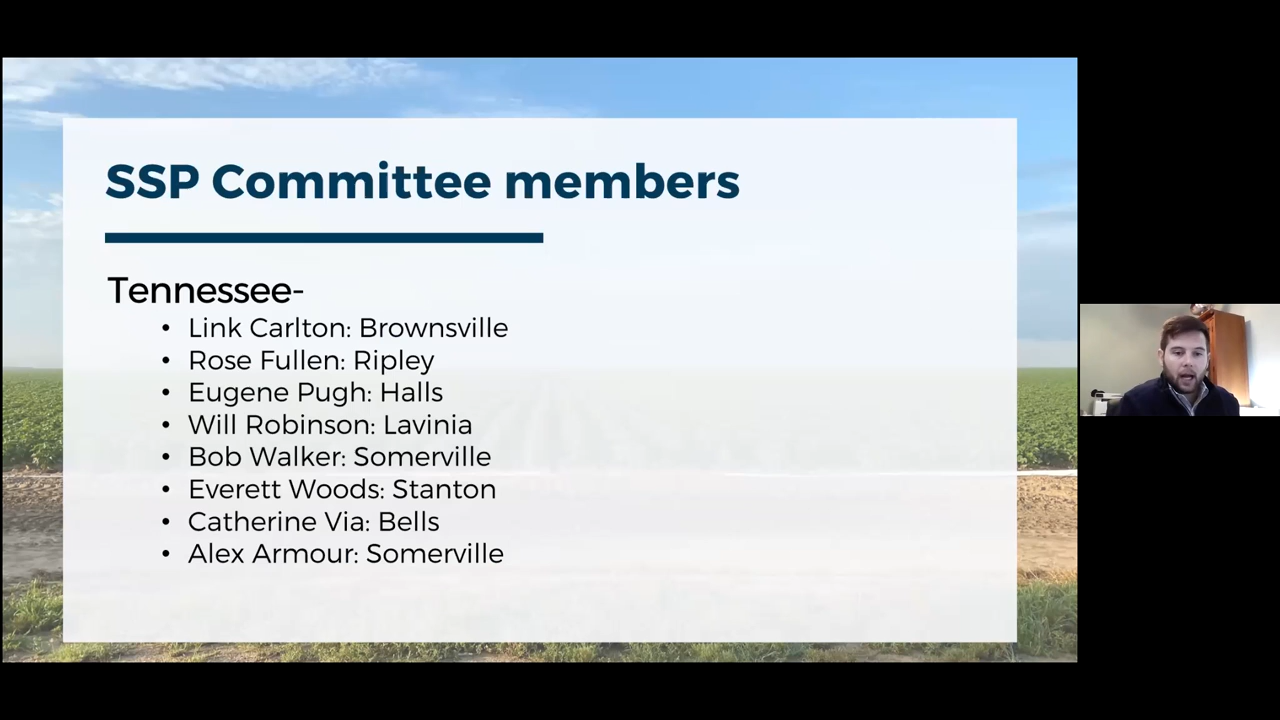 SSP Committee members
Tennessee-
• Link Carlton: Brownsville
• Rose Fullen: Ripley
• Eugene Pugh: Halls
• Will Robinson: Lavinia
• Bob Walker: Somerville
• Everett Woods: Stanton
• Catherine Via: Bells
• Alex Armour: Somerville